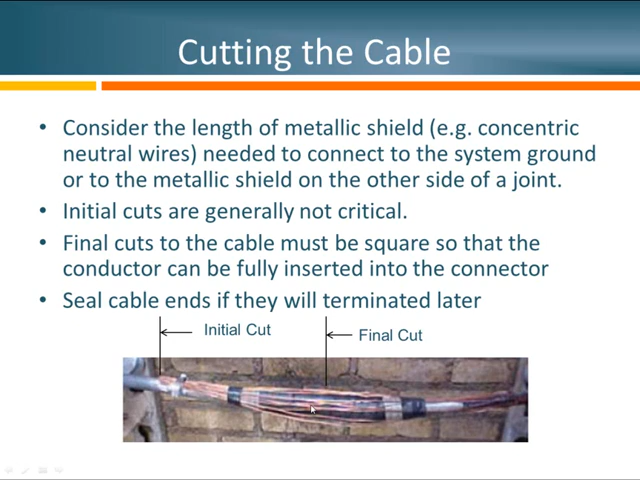 Cutting the Cable
• Consider the length of metallic shield (e.g. concentric
neutral wires) needed to connect to the system ground
or to the metallic shield on the other side of a joint.
• Initial cuts are generally not critical.
• Final cuts to the cable must be square so that the
conductor can be fully inserted into the connector
• Seal cable ends if they will terminated later
Initial Cut
Final Cut